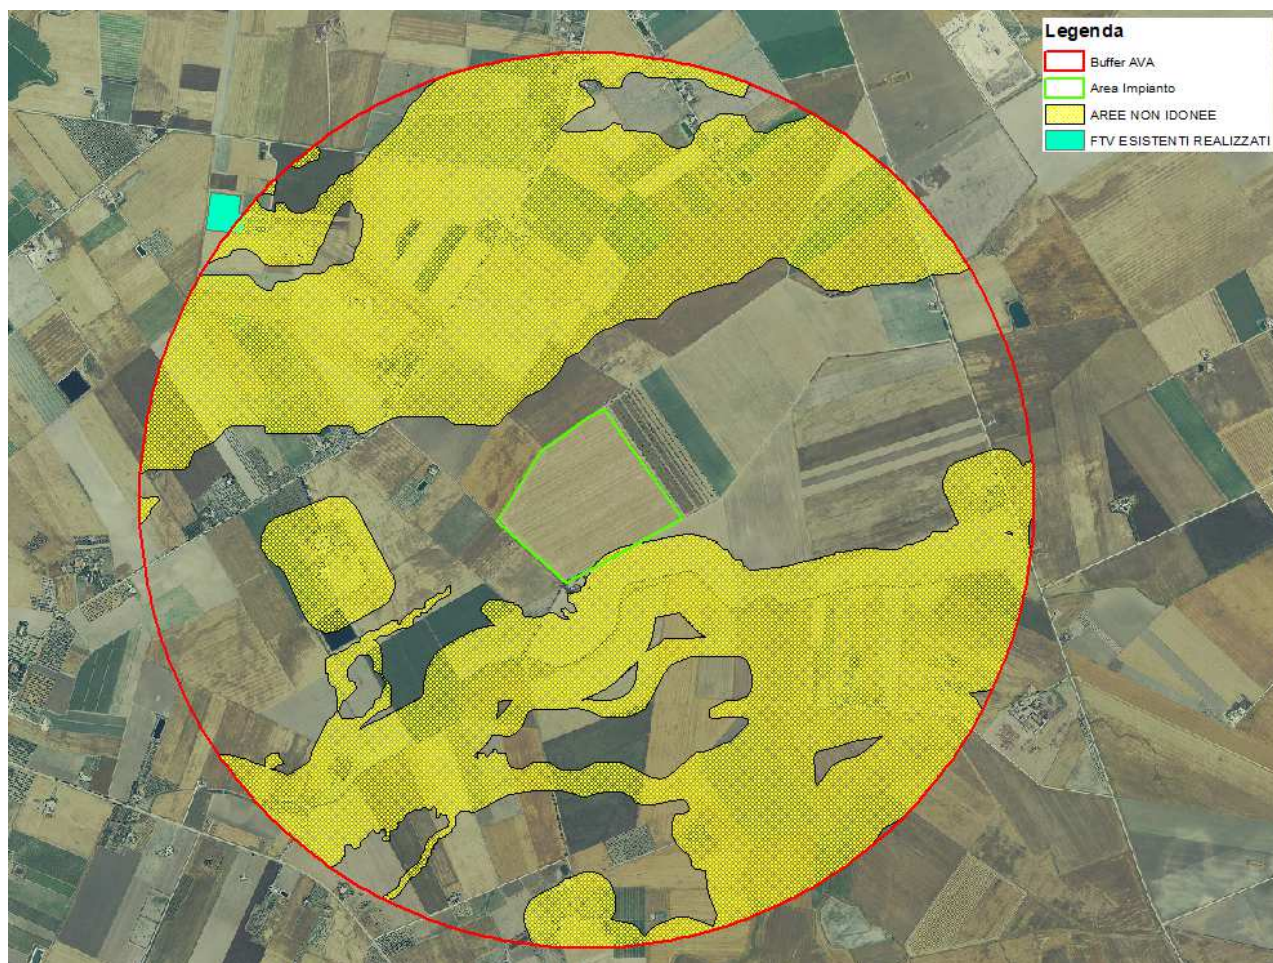 Legenda
Buffer AVA
Area Impianto
AREE NON IDONEE
FTV ESISTENTI REALIZZATI